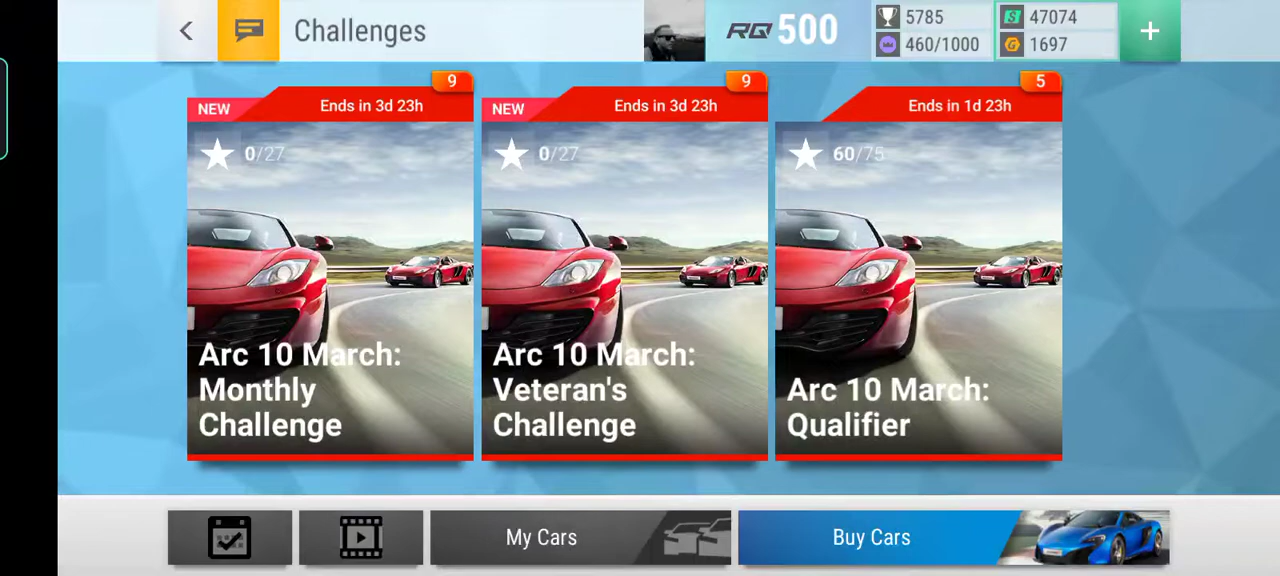 Challenges
RQ 500
5785
460/1000
47074
1697
+
9
NEW
Ends in 3d 23h
0/27
Arc 10 March:
Monthly
Challenge
9
NEW
Ends in 3d 23h
0/27
Arc 10 March:
Veteran's
Challenge
5
Ends in 1d 23h
60/75
Arc 10 March:
Qualifier
My Cars
Buy Cars